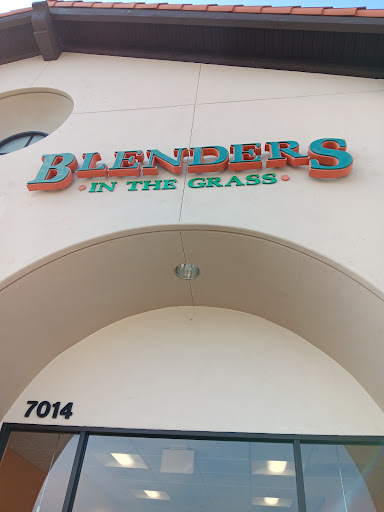 BLENDERS
• IN THE GRASS •
7014